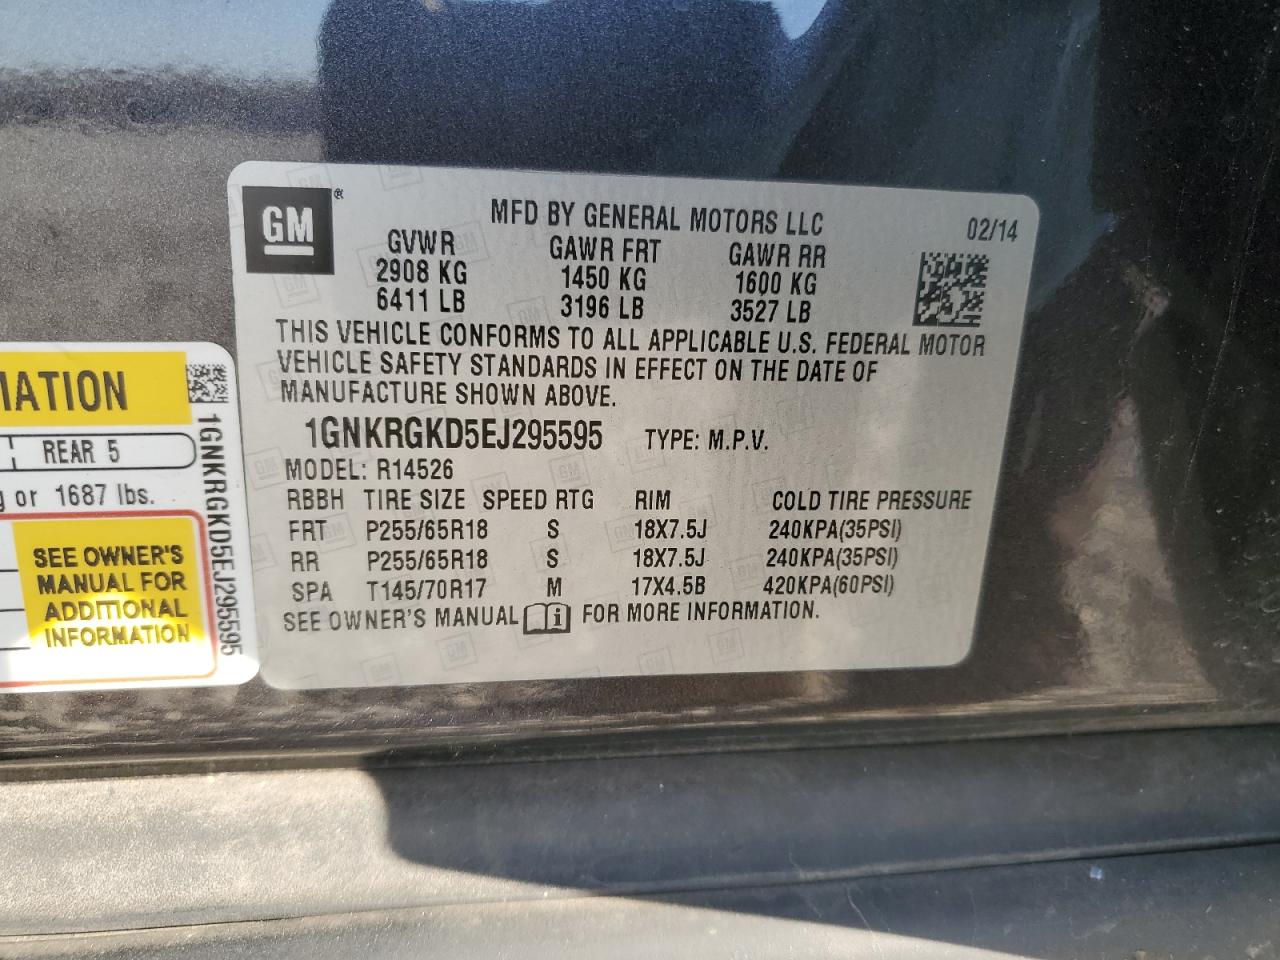 GM ®
MFD BY GENERAL MOTORS LLC 02/14
GVWR GAWR FRT GAWR RR
2908 KG 1450 KG 1600 KG
6411 LB 3196 LB 3527 LB
THIS VEHICLE CONFORMS TO ALL APPLICABLE U.S. FEDERAL MOTOR
VEHICLE SAFETY STANDARDS IN EFFECT ON THE DATE OF
MANUFACTURE SHOWN ABOVE.
1GNKRGKD5EJ295595 TYPE: M.P.V.
MODEL: R14526
RBBH TIRE SIZE SPEED RTG RIM COLD TIRE PRESSURE
FRT P255/65R18 S 18X7.5J 240KPA(35PSI)
RR P255/65R18 S 18X7.5J 240KPA(35PSI)
SPA T145/70R17 M 17X4.5B 420KPA(60PSI)
SEE OWNER'S MANUAL i FOR MORE INFORMATION.
MATION
REAR 5
g or 1687 lbs.
SEE OWNER'S
MANUAL FOR
ADDITIONAL
INFORMATION
1GNKRGKD5EJ295595